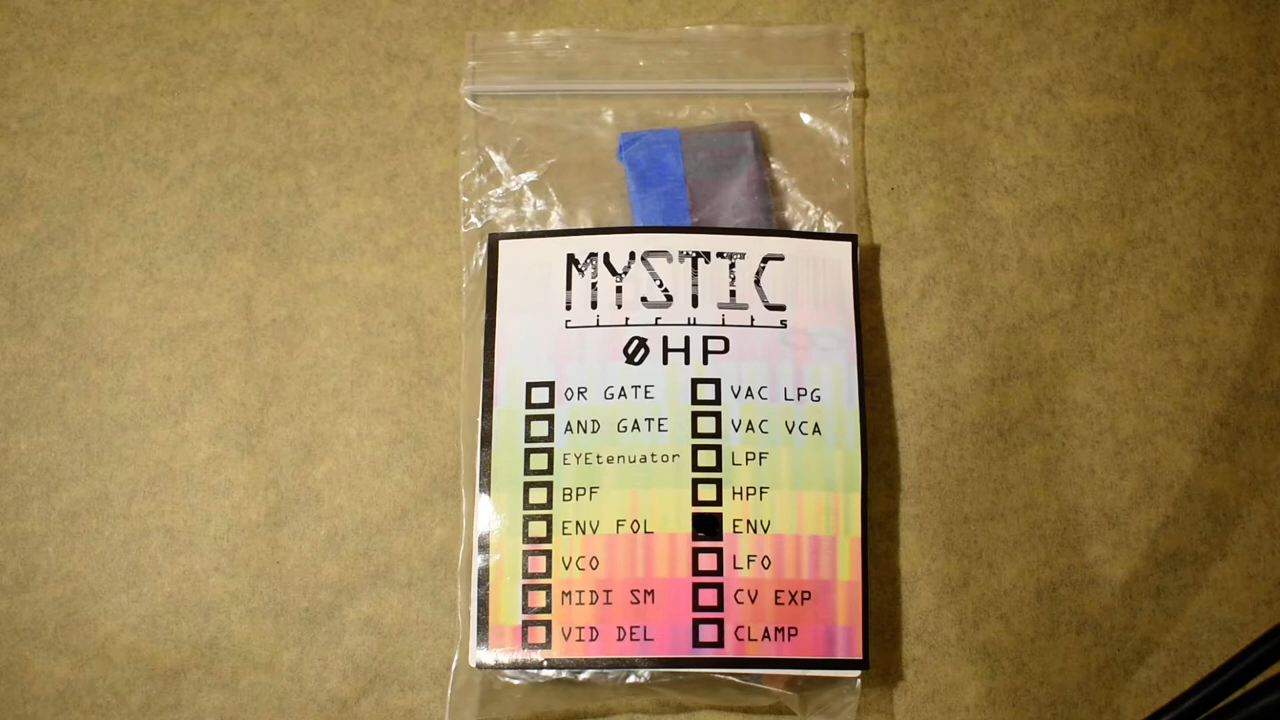 MYSTIC
circuits
0HP
OR GATE
AND GATE
EYEtenuator
BPF
ENV FOL
VCO
MIDI SM
VID DEL
VAC LPG
VAC VCA
LPF
HPF
ENV
LFO
CV EXP
CLAMP